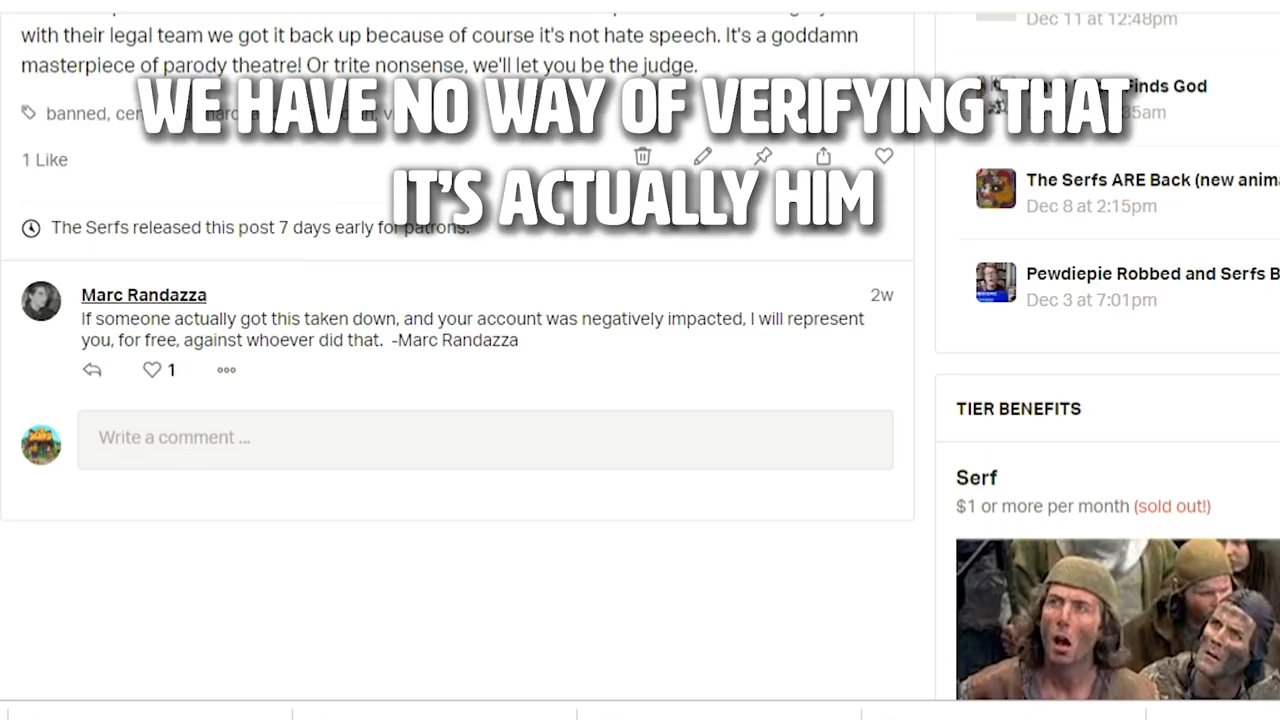 with their legal team we got it back up because of course it's not hate speech. It's a goddamn
masterpiece of parody theatre! Or trite nonsense, we'll let you be the judge.
WE HAVE NO WAY OF VERIFYING THAT
IT'S ACTUALLY HIM
banned,
1 Like
The Serfs released this post 7 days early for patrons.
Marc Randazza
2w
If someone actually got this taken down, and your account was negatively impacted, I will represent
you, for free, against whoever did that. -Marc Randazza
1
Write a comment ...
Dec 11 at 12:48pm
Finds God
The Serfs ARE Back (new anima
Dec 8 at 2:15pm
Pewdiepie Robbed and Serfs B
Dec 3 at 7:01pm
TIER BENEFITS
Serf
$1 or more per month (sold out!)